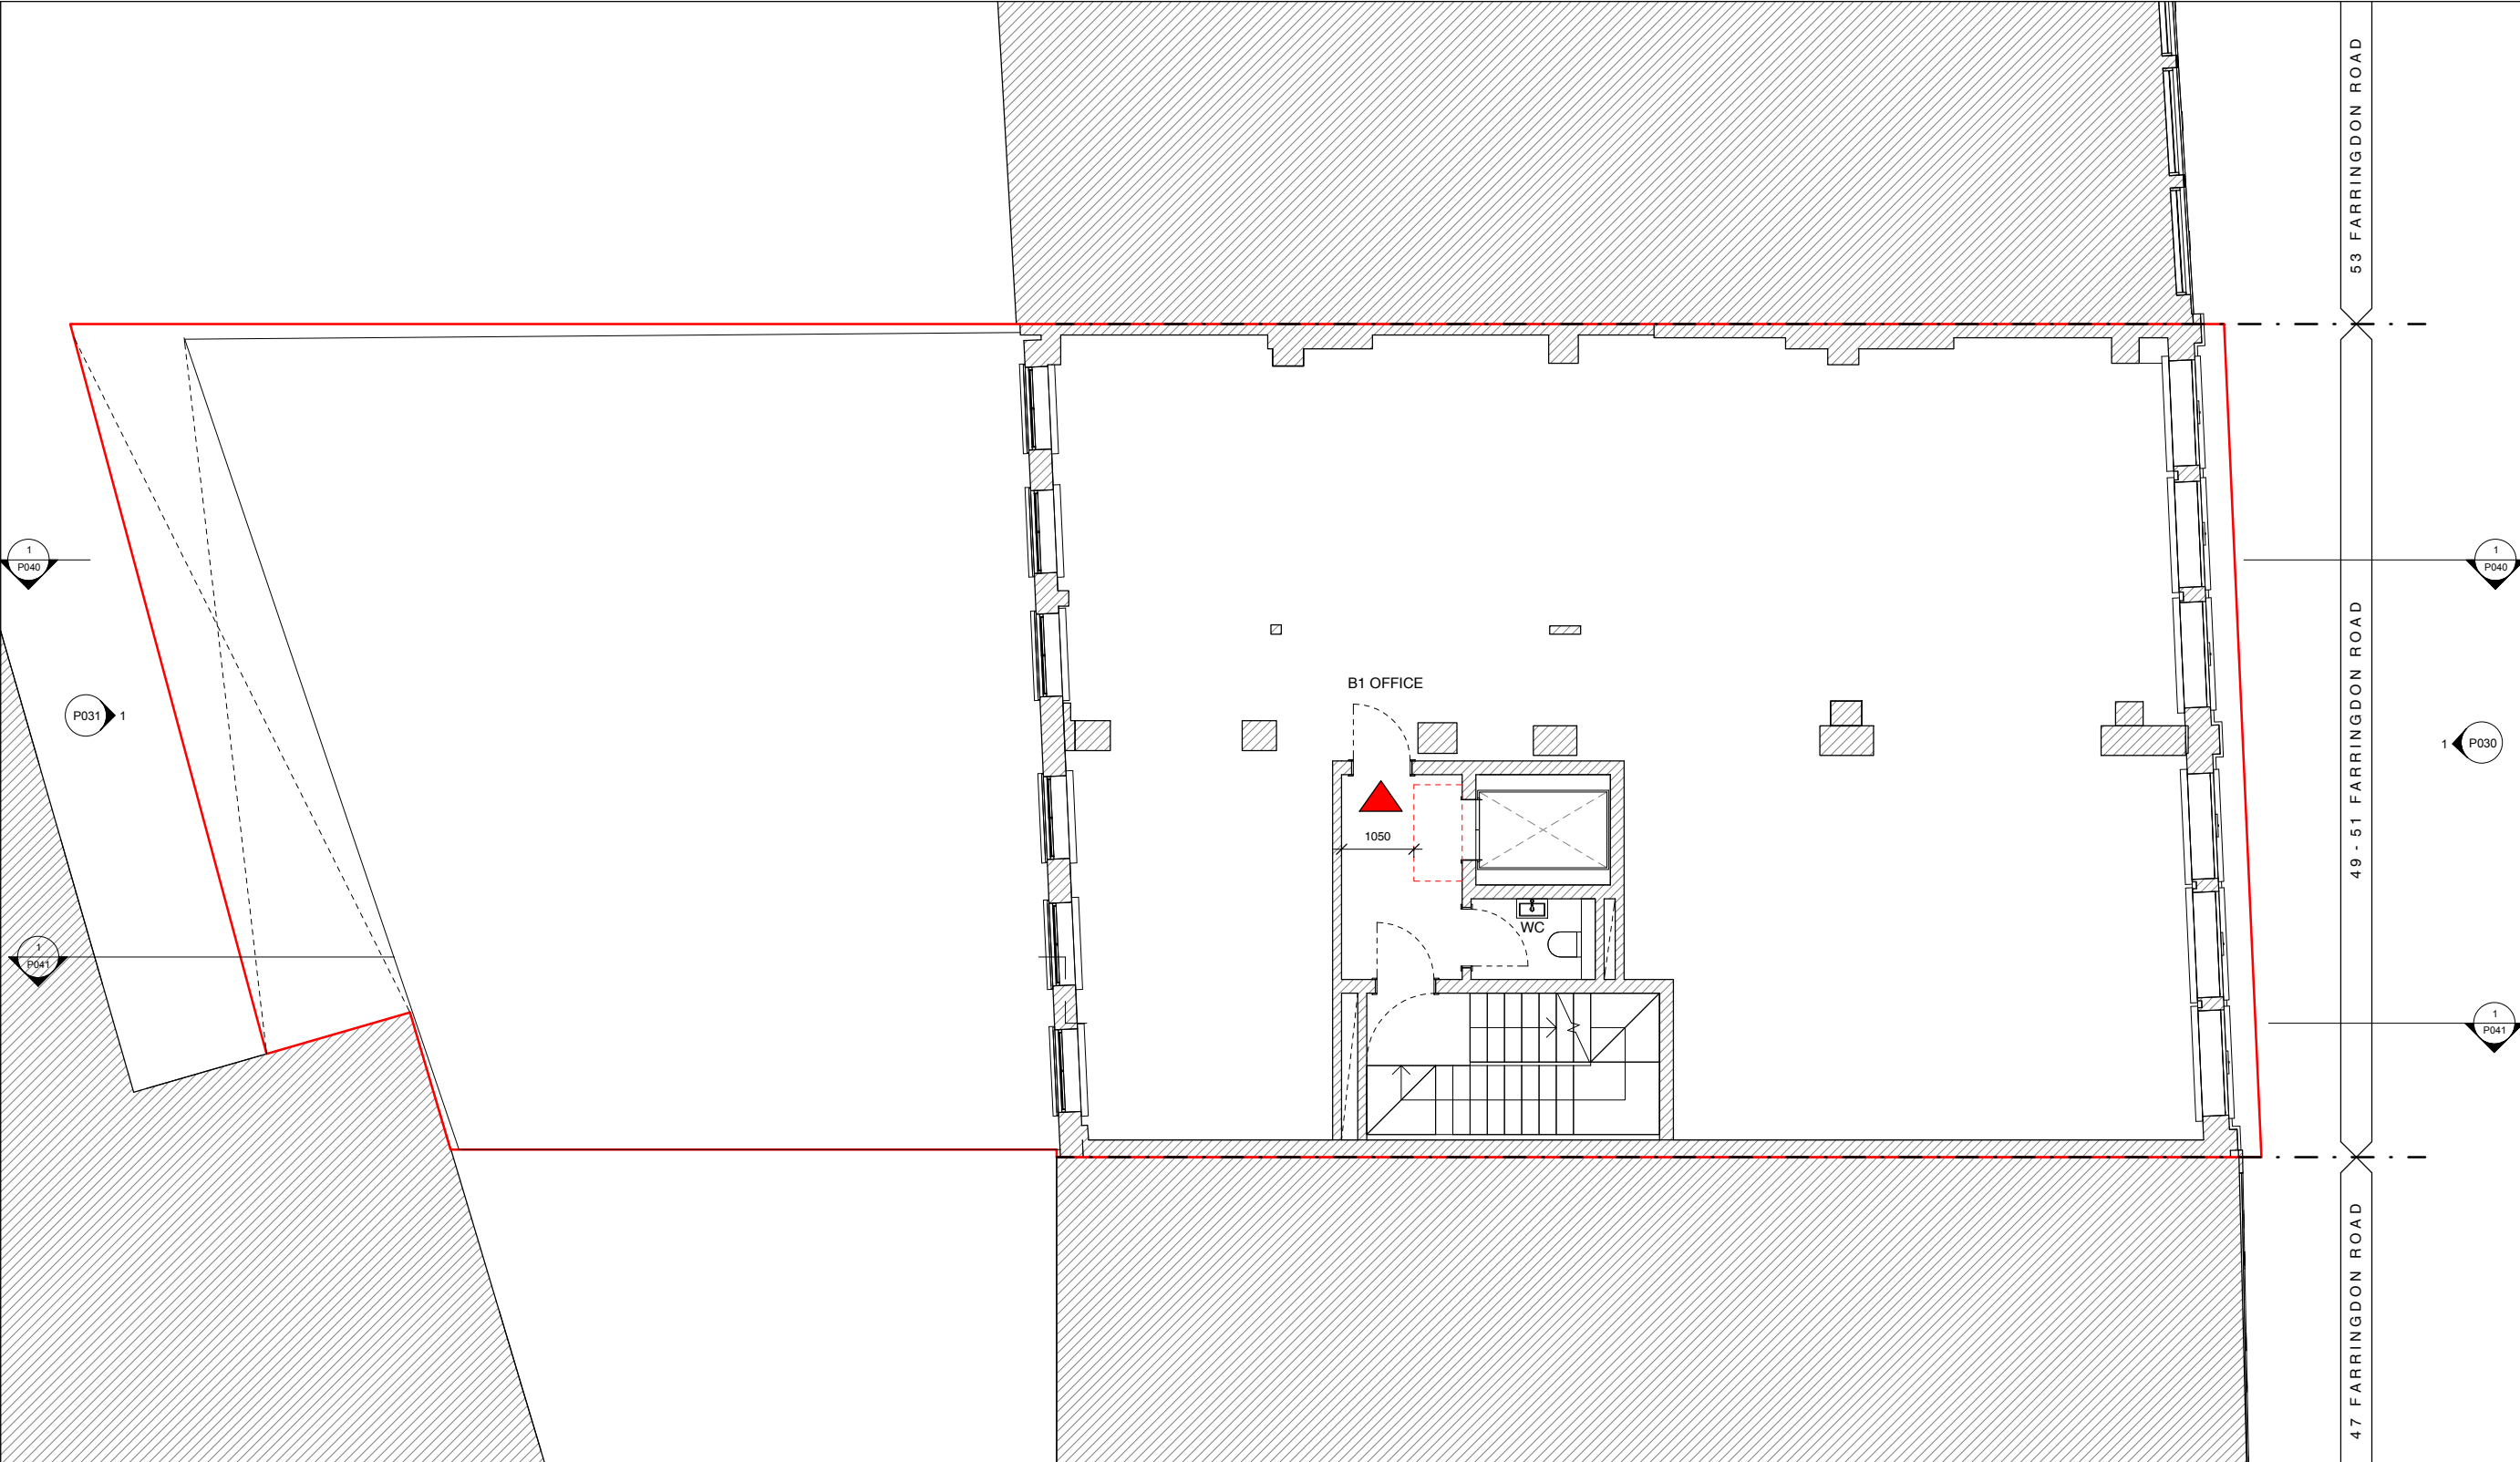 53 FARRINGDON ROAD
1
P040
1
P040
49 - 51 FARRINGDON ROAD
B1 OFFICE
P031
1
1
P030
1050
WC
1
P041
1
P041
47 FARRINGDON ROAD